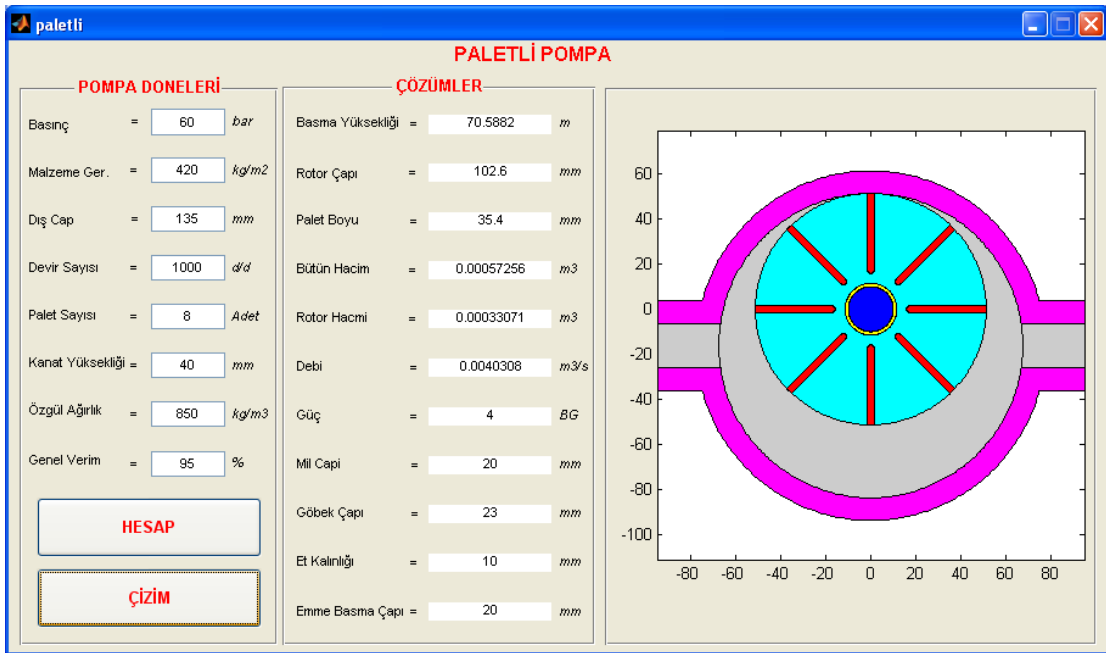 paletli
PALETLİ POMPA
POMPA DONELERİ
Basınç = 60 bar
Malzeme Ger. = 420 kg/m2
Dış Cap = 135 mm
Devir Sayısı = 1000 d/d
Palet Sayısı = 8 Adet
Kanat Yüksekliği = 40 mm
Özgül Ağırlık = 850 kg/m3
Genel Verim = 95 %
HESAP
ÇİZİM
ÇÖZÜMLER
Basma Yüksekliği = 70.5882 m
Rotor Çapı = 102.6 mm
Palet Boyu = 35.4 mm
Bütün Hacim = 0.00057256 m3
Rotor Hacmi = 0.00033071 m3
Debi = 0.0040308 m3/s
Güç = 4 BG
Mil Capi = 20 mm
Göbek Çapı = 23 mm
Et Kalınlığı = 10 mm
Emme Basma Çapı = 20 mm
60
40
20
0
-20
-40
-60
-80
-100
-80 -60 -40 -20 0 20 40 60 80